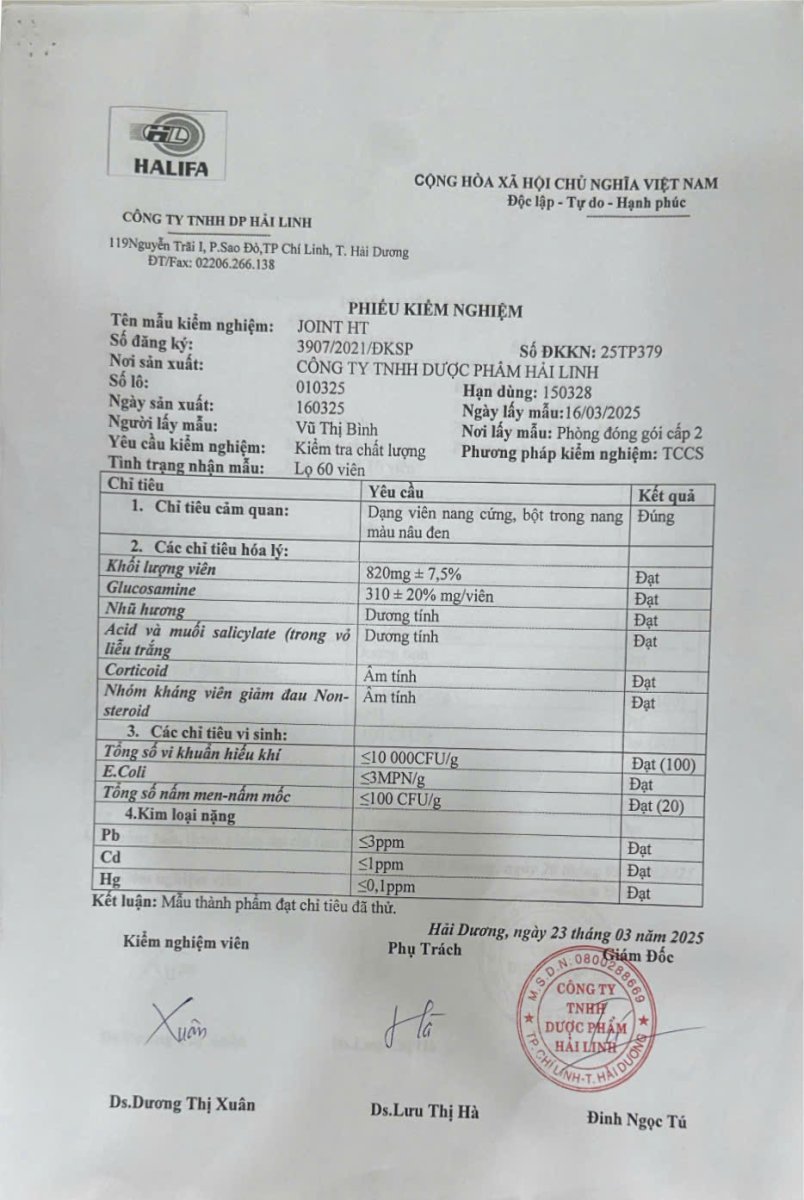 HD
HALIFA
CỘNG HÒA XÃ HỘI CHỦ NGHĨA VIỆT NAM
Độc lập - Tự do - Hạnh phúc
CÔNG TY TNHH DP HẢI LINH
119Nguyễn Trãi I, P.Sao Đỏ,TP Chí Linh, T. Hải Dương
ĐT/Fax: 02206.266.138
PHIẾU KIỂM NGHIỆM
Tên mẫu kiểm nghiệm: JOINT HT
Số đăng ký: 3907/2021/ĐKSP Số ĐKKN: 25TP379
Nơi sản xuất: CÔNG TY TNHH DƯỢC PHẨM HẢI LINH
Số lô: 010325 Hạn dùng: 150328
Ngày sản xuất: 160325 Ngày lấy mẫu:16/03/2025
Người lấy mẫu: Vũ Thị Bình Nơi lấy mẫu: Phòng đóng gói cấp 2
Yêu cầu kiểm nghiệm: Kiểm tra chất lượng Phương pháp kiểm nghiệm: TCCS
Tình trạng nhận mẫu: Lọ 60 viên
Chỉ tiêu Yêu cầu Kết quả
1. Chỉ tiêu cảm quan: Dạng viên nang cứng, bột trong nang Đúng
màu nâu đen
2. Các chỉ tiêu hóa lý:
Khối lượng viên 820mg ± 7,5% Đạt
Glucosamine 310 ± 20% mg/viên Đạt
Nhũ hương Dương tính Đạt
Acid và muối salicylate (trong vỏ Dương tính Đạt
liễu trắng
Corticoid Âm tính Đạt
Nhóm kháng viên giảm đau Non- Âm tính Đạt
steroid
3. Các chỉ tiêu vi sinh:
Tổng số vi khuẩn hiếu khí ≤10 000CFU/g Đạt (100)
E.Coli ≤3MPN/g Đạt
Tổng số nấm men-nấm mốc ≤100 CFU/g Đạt (20)
4.Kim loại nặng
Pb ≤3ppm Đạt
Cd ≤1ppm Đạt
Hg ≤0,1ppm Đạt
Kết luận: Mẫu thành phẩm đạt chỉ tiêu đã thử.
Hải Dương, ngày 23 tháng 03 năm 2025
Kiểm nghiệm viên Phụ Trách Giám Đốc
M.S.D.N: 0800288669
CÔNG TY
TNHH
DƯỢC PHẨM
HẢI LINH
TP.CHÍ LINH-T. HẢI DƯƠNG
Xuân Hà
Ds.Dương Thị Xuân Ds.Lưu Thị Hà Đinh Ngọc Tú